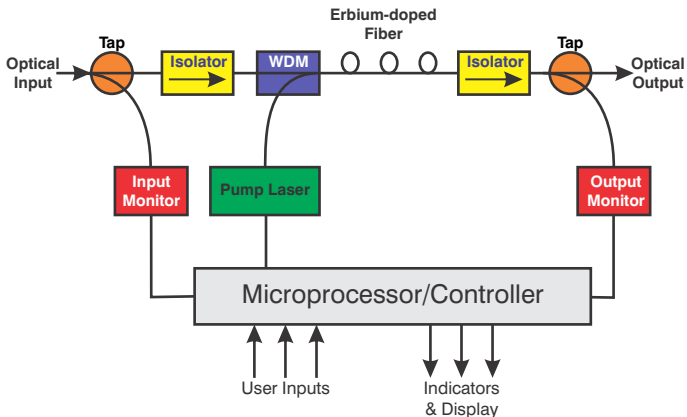 Erbium-doped
Fiber
Tap
Tap
Optical
Input
Isolator
WDM
Isolator
Optical
Output
Input
Monitor
Pump Laser
Output
Monitor
Microprocessor/Controller
User Inputs
Indicators
& Display